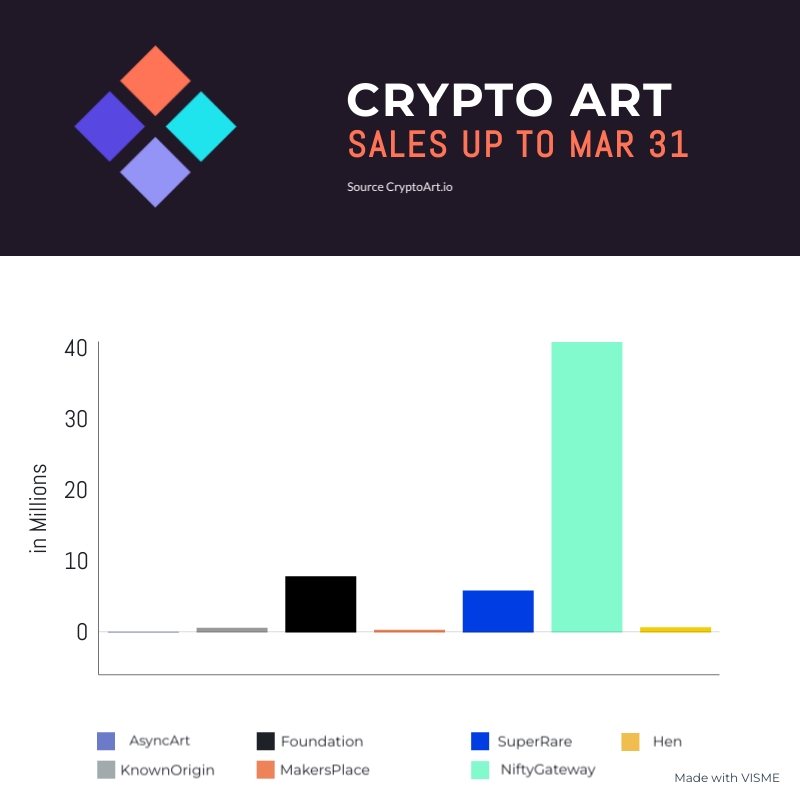 CRYPTO ART
SALES UP TO MAR 31
Source CryptoArt.io
40
30
20
10
0
in Millions
AsyncArt
Foundation
SuperRare
Hen
KnownOrigin
MakersPlace
NiftyGateway
Made with VISME